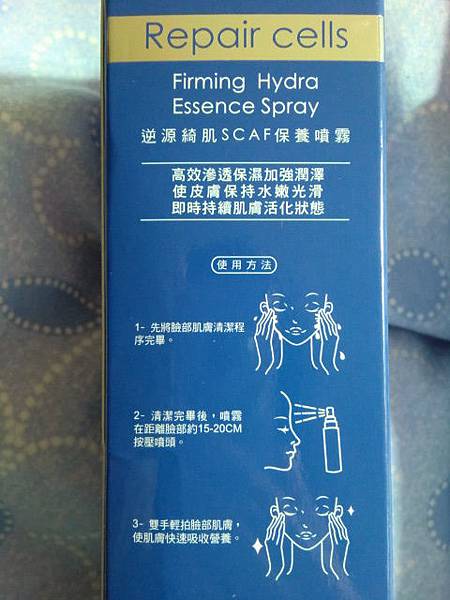 Repair cells
Firming Hydra
Essence Spray
逆源綺肌SCAF保養噴霧
高效滲透保濕加強潤澤
使皮膚保持水嫩光滑
即時持續肌膚活化狀態
使用方法
1- 先將臉部肌膚清潔程
序完畢。
2- 清潔完畢後，噴霧
在距離臉部約15-20CM
按壓噴頭。
3- 雙手輕拍臉部肌膚，
使肌膚快速吸收營養。